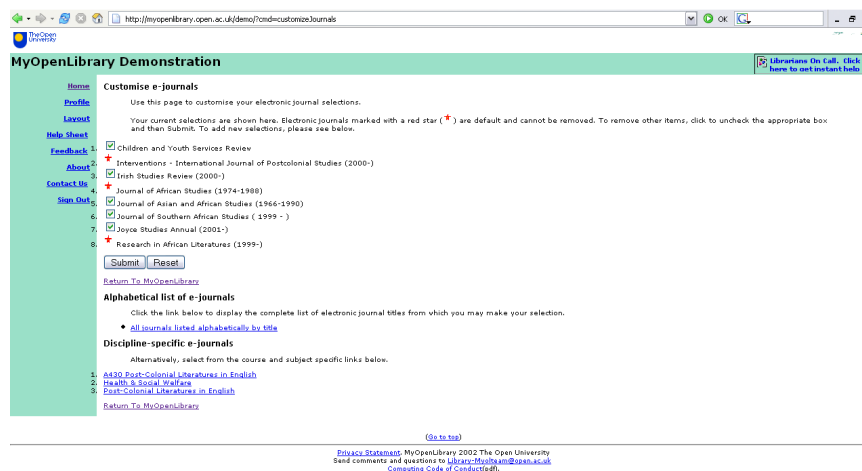 http://myopenlibrary.open.ac.uk/demo/?cmd=customizeJournals
OK
The Open
University
MyOpenLibrary Demonstration
Librarians On Call. Click
here to get instant help
Home
Profile
Layout
Help Sheet
Feedback
About
Contact Us
Sign Out
Customise e-journals
Use this page to customise your electronic journal selections.
Your current selections are shown here. Electronic journals marked with a red star ( ) are default and cannot be removed. To remove other items, click to uncheck the appropriate box
and then Submit. To add new selections, please see below.
1. Children and Youth Services Review
2. Interventions - International Journal of Postcolonial Studies (2000-)
3. Irish Studies Review (2000-)
4. Journal of African Studies (1974-1988)
5. Journal of Asian and African Studies (1966-1990)
6. Journal of Southern African Studies ( 1999 - )
7. Joyce Studies Annual (2001-)
8. Research in African Literatures (1999-)
Submit Reset
Return To MyOpenLibrary
Alphabetical list of e-journals
Click the link below to display the complete list of electronic journal titles from which you may make your selection.
All journals listed alphabetically by title
Discipline-specific e-journals
Alternatively, select from the course and subject specific links below.
1. A430 Post-Colonial Literatures in English
2. Health & Social Welfare
3. Post-Colonial Literatures in English
Return To MyOpenLibrary
(Go to top)
Privacy Statement. MyOpenLibrary 2002 The Open University
Send comments and questions to Library-Myolteam@open.ac.uk
Computing Code of Conduct(pdf).